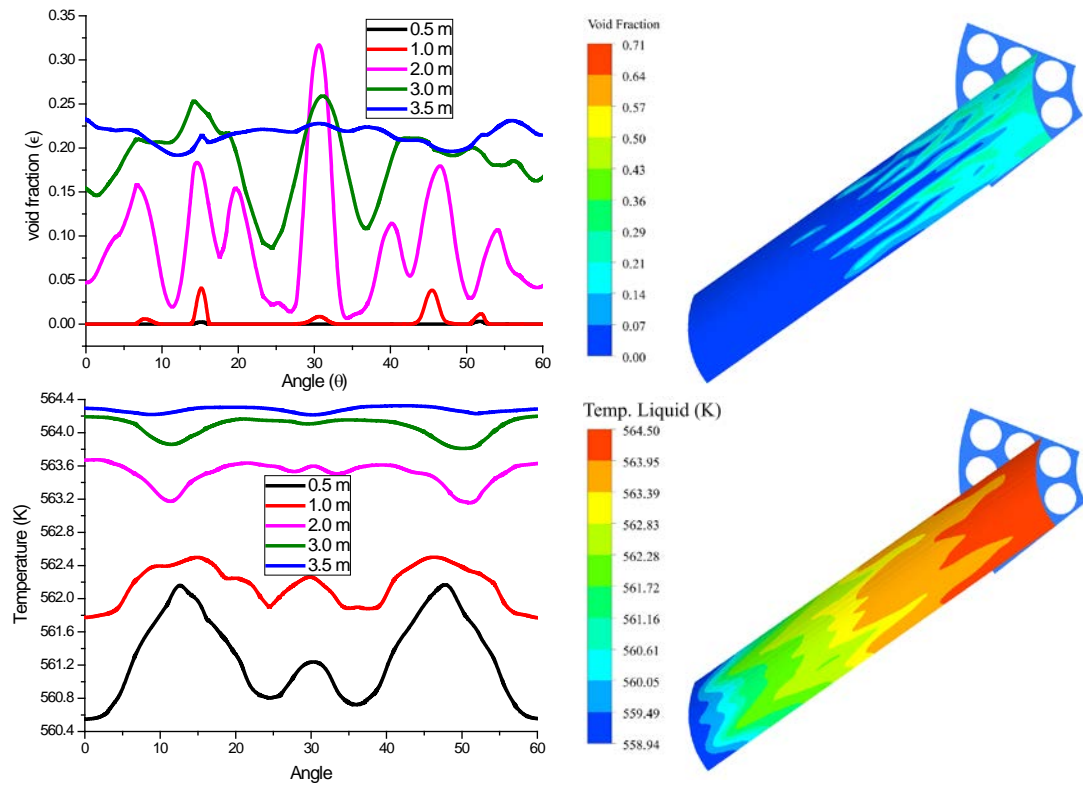 0.35
0.30
0.25
0.20
0.15
0.10
0.05
0.00
void fraction (ϵ)
0.5 m
1.0 m
2.0 m
3.0 m
3.5 m
0 10 20 30 40 50 60
Angle (θ)
Void Fraction
0.71
0.64
0.57
0.50
0.43
0.36
0.29
0.21
0.14
0.07
0.00
564.4
564.0
563.6
563.2
562.8
562.4
562.0
561.6
561.2
560.8
560.4
Temperature (K)
0.5 m
1.0 m
2.0 m
3.0 m
3.5 m
0 10 20 30 40 50 60
Angle
Temp. Liquid (K)
564.50
563.95
563.39
562.83
562.28
561.72
561.16
560.61
560.05
559.49
558.94